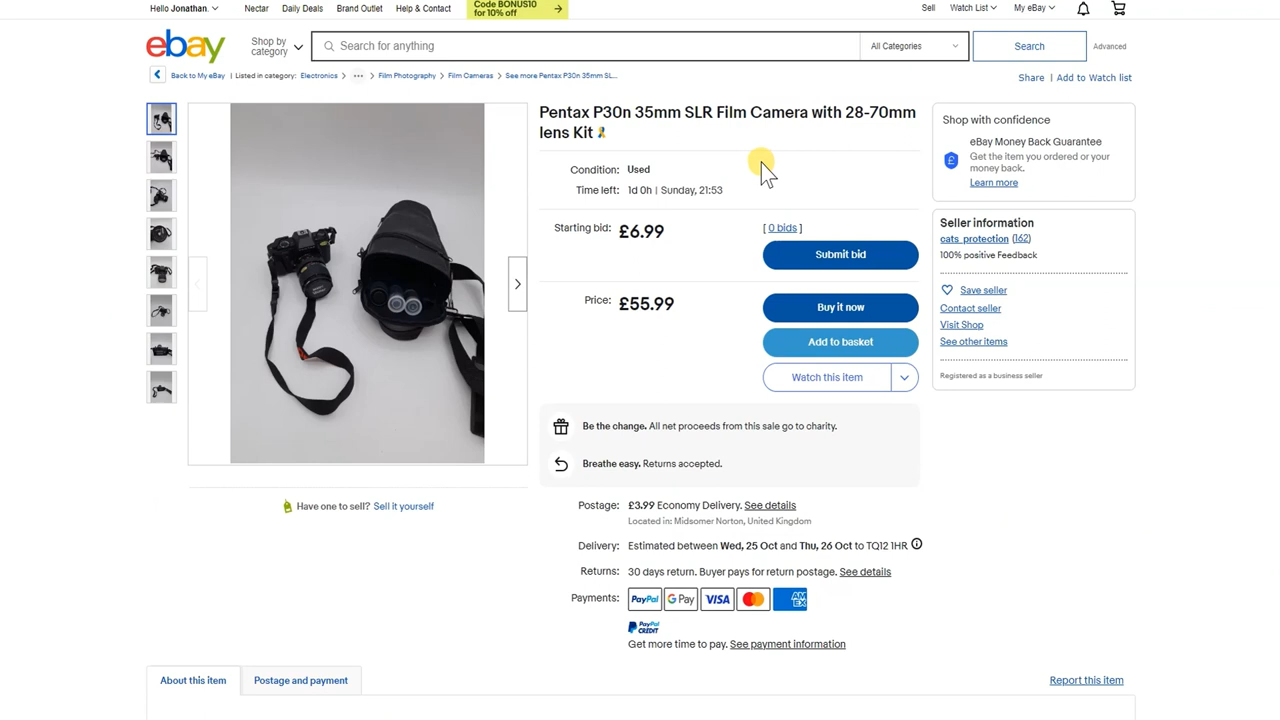 Hello Jonathan.
Nectar
Daily Deals
Brand Outlet
Help & Contact
Code BONUS10
for 10% off
Sell
Watch List
My eBay
ebay
Shop by
category
Search for anything
All Categories
Search
Advanced
Back to My eBay | Listed in category: Electronics > ... > Film Photography > Film Cameras > See more Pentax P30n 35mm SL...
Share | Add to Watch list
Pentax P30n 35mm SLR Film Camera with 28-70mm
lens Kit
Condition: Used
Time left: 1d 0h | Sunday, 21:53
Starting bid: £6.99
[ 0 bids ]
Submit bid
Price: £55.99
Buy it now
Add to basket
Watch this item
Be the change. All net proceeds from this sale go to charity.
Breathe easy. Returns accepted.
Postage: £3.99 Economy Delivery. See details
Located in: Midsomer Norton, United Kingdom
Delivery: Estimated between Wed, 25 Oct and Thu, 26 Oct to TQ12 1HR
Returns: 30 days return. Buyer pays for return postage. See details
Payments: PayPal G Pay VISA AM EX
PayPal
CREDIT
Get more time to pay. See payment information
Shop with confidence
eBay Money Back Guarantee
Get the item you ordered or your
money back.
Learn more
Seller information
cats_protection (162)
100% positive Feedback
Save seller
Contact seller
Visit Shop
See other items
Registered as a business seller
Have one to sell? Sell it yourself
About this item
Postage and payment
Report this item